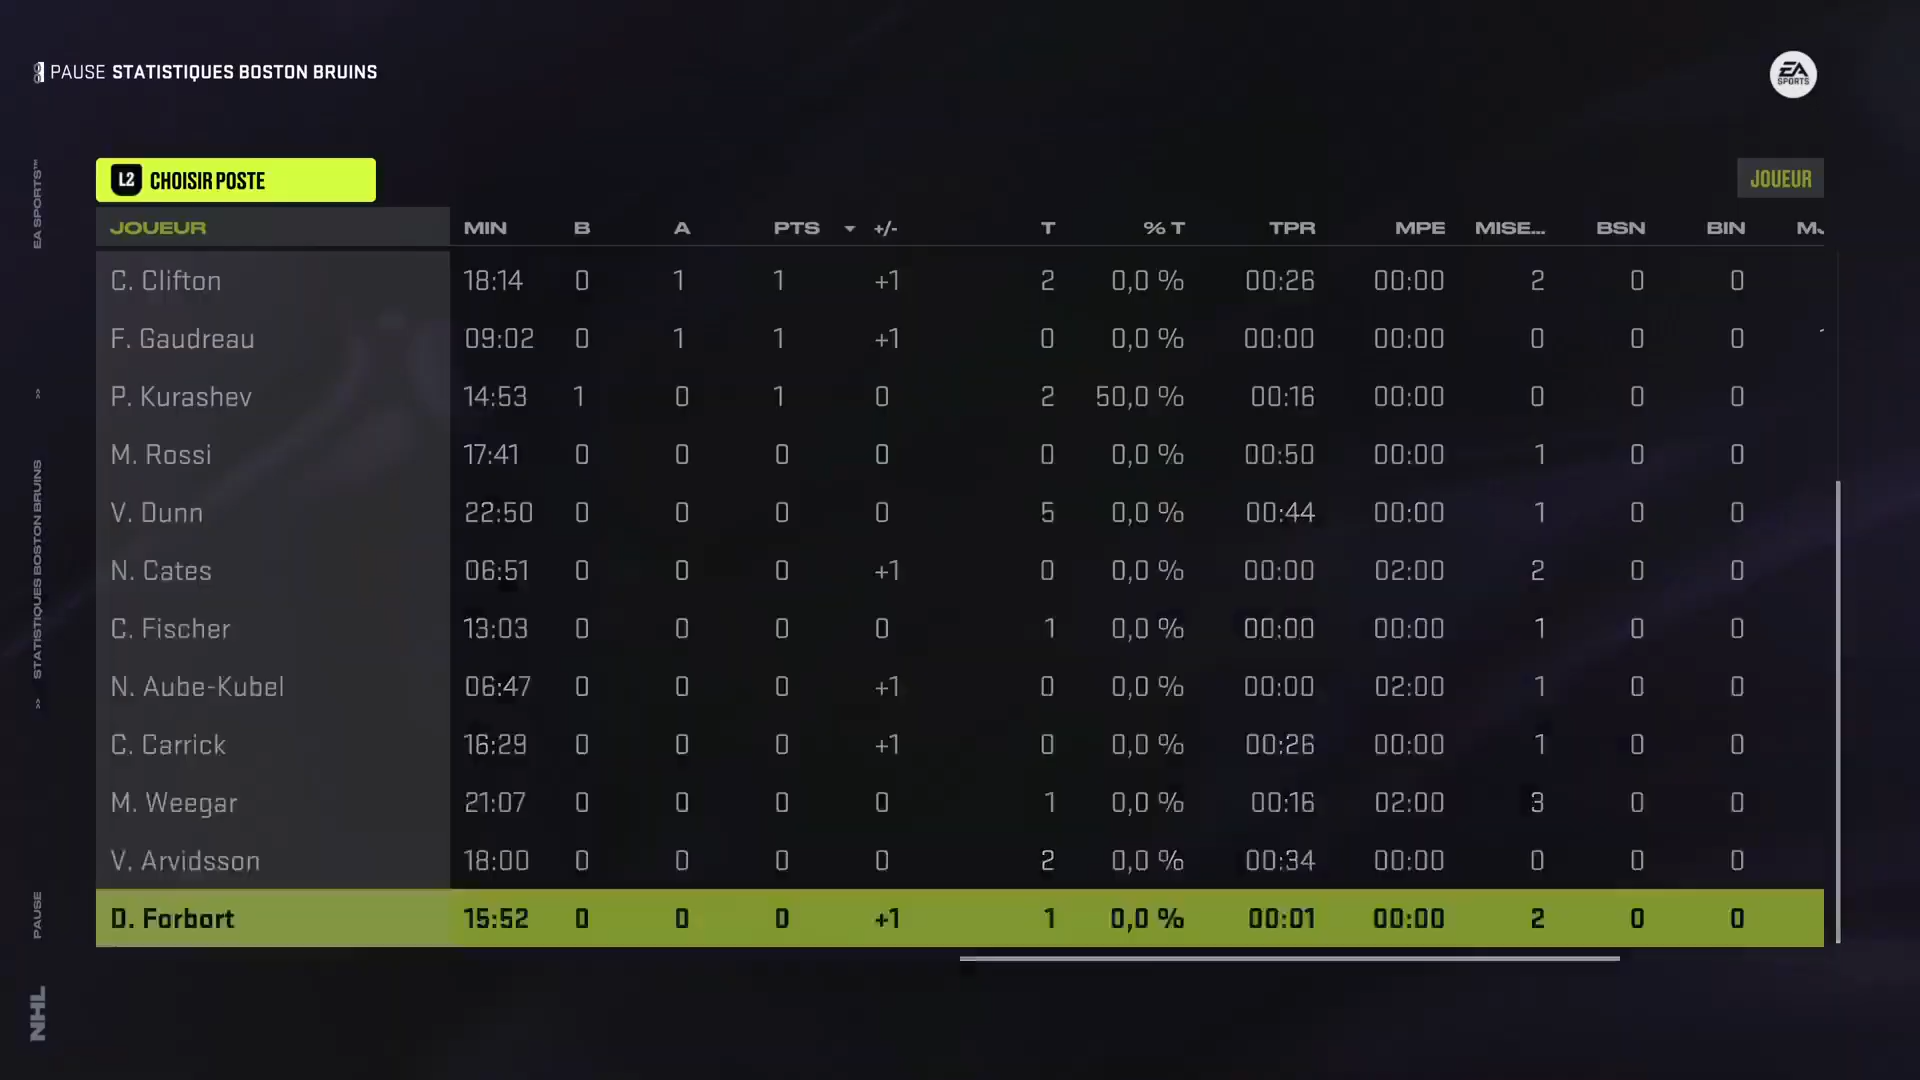 PAUSE STATISTIQUES BOSTON BRUINS
EA SPORTS
L2 CHOISIR POSTE
JOUEUR
JOUEUR MIN B A PTS +/- T % T TPR MPE MISE... BSN BIN
C. Clifton 18:14 0 1 1 +1 2 0,0 % 00:26 00:00 2 0 0
F. Gaudreau 09:02 0 1 1 +1 0 0,0 % 00:00 00:00 0 0 0
P. Kurashev 14:53 1 0 1 0 2 50,0 % 00:16 00:00 0 0 0
M. Rossi 17:41 0 0 0 0 0 0,0 % 00:50 00:00 1 0 0
V. Dunn 22:50 0 0 0 0 5 0,0 % 00:44 00:00 1 0 0
N. Cates 06:51 0 0 0 +1 0 0,0 % 00:00 02:00 2 0 0
C. Fischer 13:03 0 0 0 0 1 0,0 % 00:00 00:00 1 0 0
N. Aube-Kubel 06:47 0 0 0 +1 0 0,0 % 00:00 02:00 1 0 0
C. Carrick 16:29 0 0 0 +1 0 0,0 % 00:26 00:00 1 0 0
M. Weegar 21:07 0 0 0 0 1 0,0 % 00:16 02:00 3 0 0
V. Arvidsson 18:00 0 0 0 0 2 0,0 % 00:34 00:00 0 0 0
D. Forbort 15:52 0 0 0 +1 1 0,0 % 00:01 00:00 2 0 0
NHL PAUSE >> STATISTIQUES BOSTON BRUINS >> EA SPORTS™